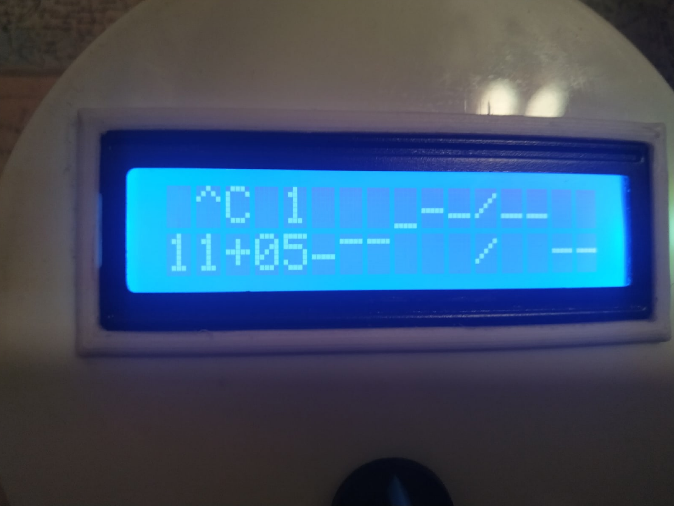 ^C 1    _-–/--
11+05–¯¯   /  --